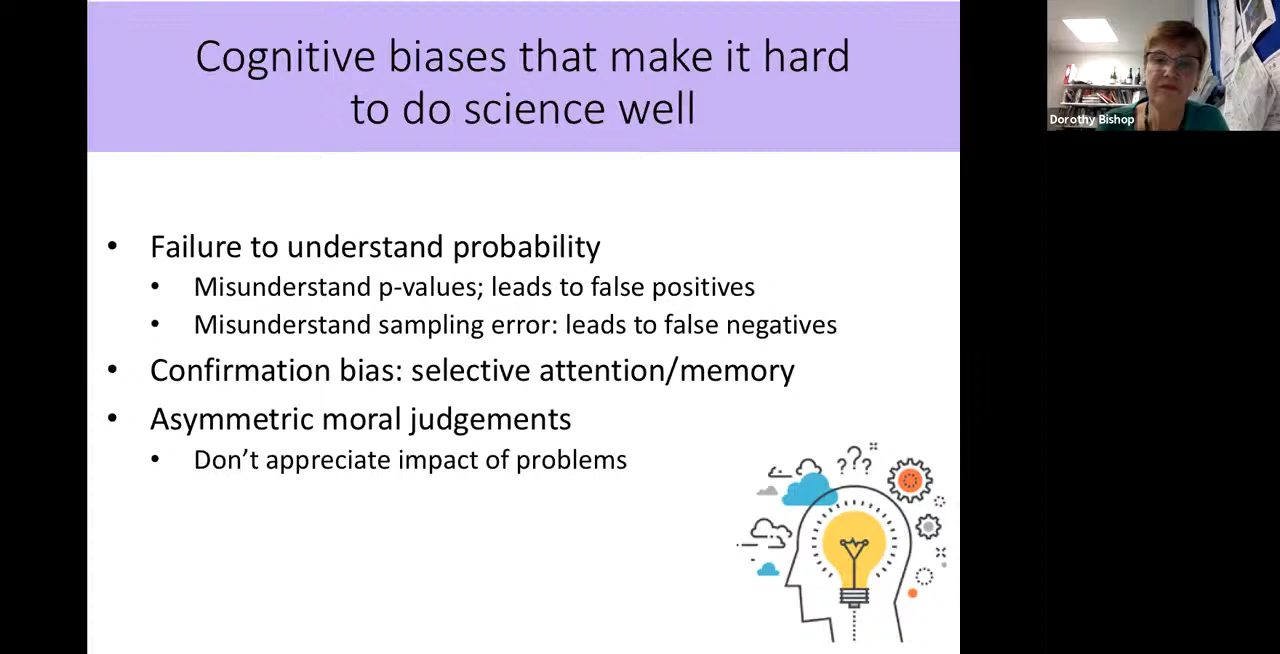 Cognitive biases that make it hard
to do science well
• Failure to understand probability
• Misunderstand p-values; leads to false positives
• Misunderstand sampling error: leads to false negatives
• Confirmation bias: selective attention/memory
• Asymmetric moral judgements
• Don’t appreciate impact of problems
???
Dorothy Bishop